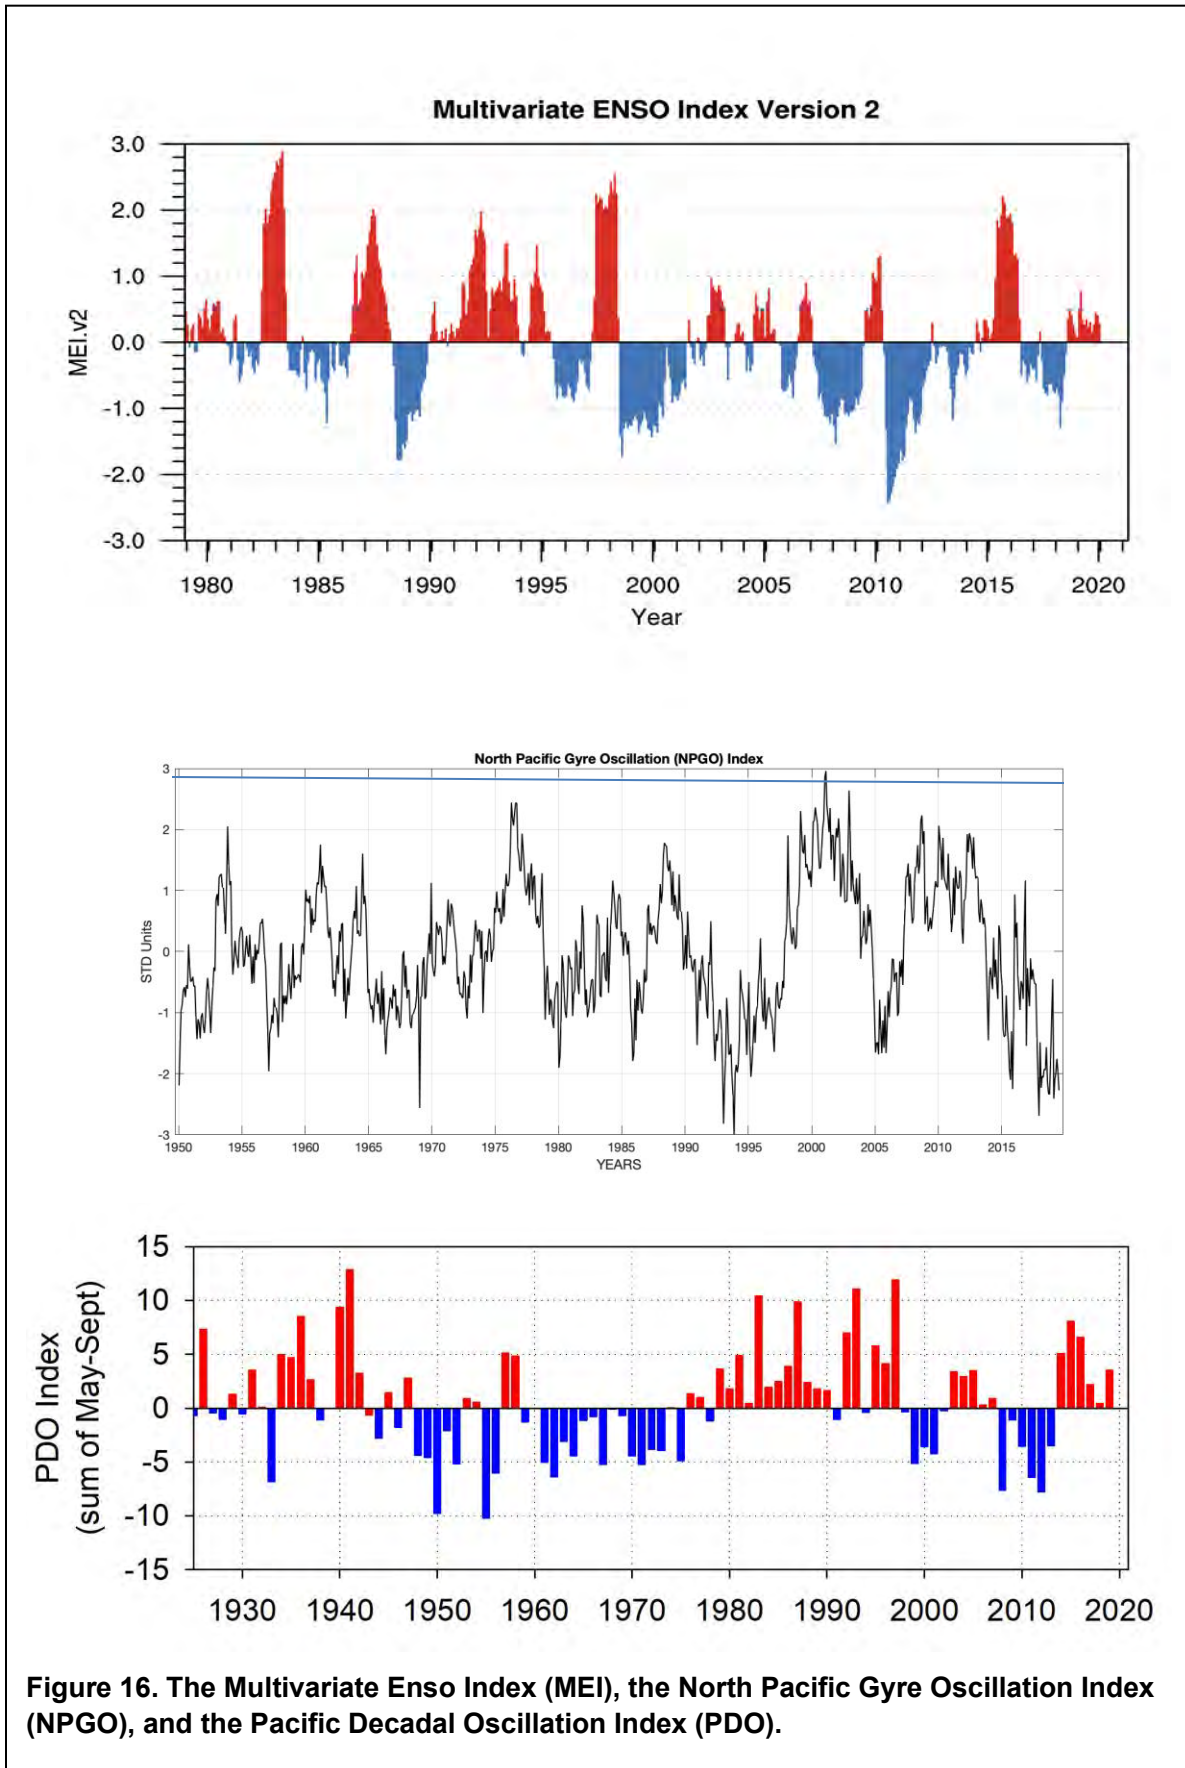 Multivariate ENSO Index Version 2
3.0
2.0
1.0
0.0
-1.0
-2.0
-3.0
MEI.v2
1980 1985 1990 1995 2000 2005 2010 2015 2020
Year
North Pacific Gyre Oscillation (NPGO) Index
3
2
1
0
-1
-2
-3
STD Units
1950 1955 1960 1965 1970 1975 1980 1985 1990 1995 2000 2005 2010 2015
YEARS
15
10
5
0
-5
-10
-15
PDO Index
(sum of May-Sept)
1930 1940 1950 1960 1970 1980 1990 2000 2010 2020
Figure 16. The Multivariate Enso Index (MEI), the North Pacific Gyre Oscillation Index
(NPGO), and the Pacific Decadal Oscillation Index (PDO).